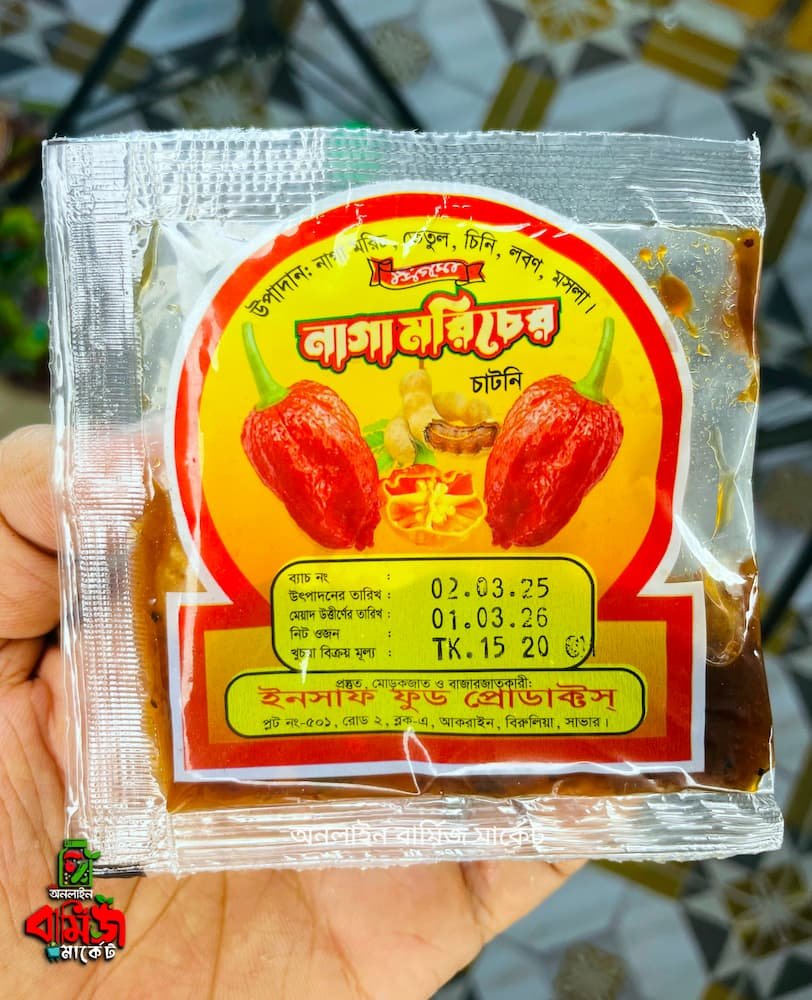 উপাদান: নাগা মরিচ, তেতুল, চিনি, লবণ, মসলা।
নাগা মরিচের
চাটনি
ব্যাচ নং :
উৎপাদনের তারিখ : 02.03.25
মেয়াদ উত্তীর্ণের তারিখ : 01.03.26
নিট ওজন :
খুচরা বিক্রয় মূল্য : TK. 15 20
প্রস্তুত, মোড়কজাত ও বাজারজাতকারী:
ইনসাফ ফুড প্রোডাক্টস্
প্লট নং-৫০১, রোড ২, ব্লক-এ, আকরাইন, বিরুলিয়া, সাভার।
অনলাইন বার্মিজ মার্কেট
অনলাইন
বার্মিজ
মার্কেট